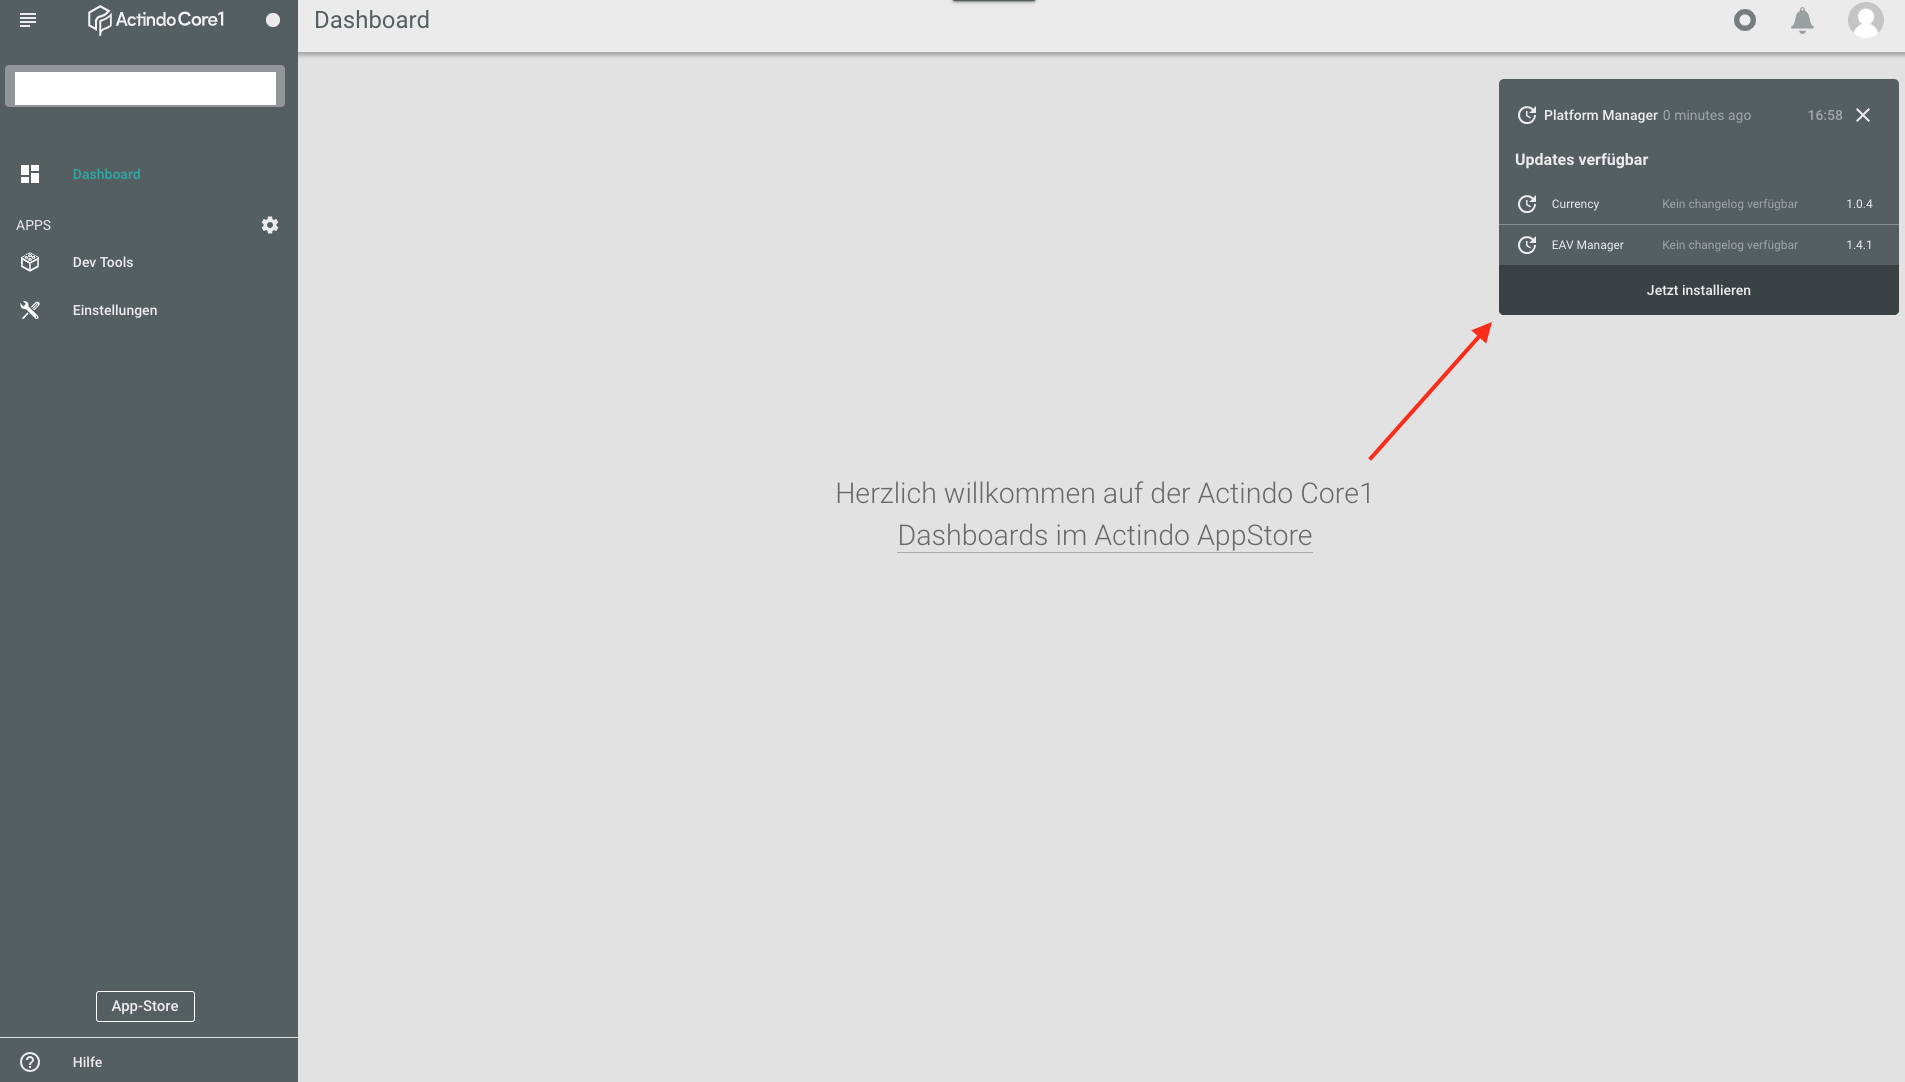 Actindo Core1
Dashboard
Dashboard
APPS
Dev Tools
Einstellungen
Platform Manager 0 minutes ago 16:58
Updates verfügbar
Currency Kein changelog verfügbar 1.0.4
EAV Manager Kein changelog verfügbar 1.4.1
Jetzt installieren
Herzlich willkommen auf der Actindo Core1
Dashboards im Actindo AppStore
App-Store
Hilfe